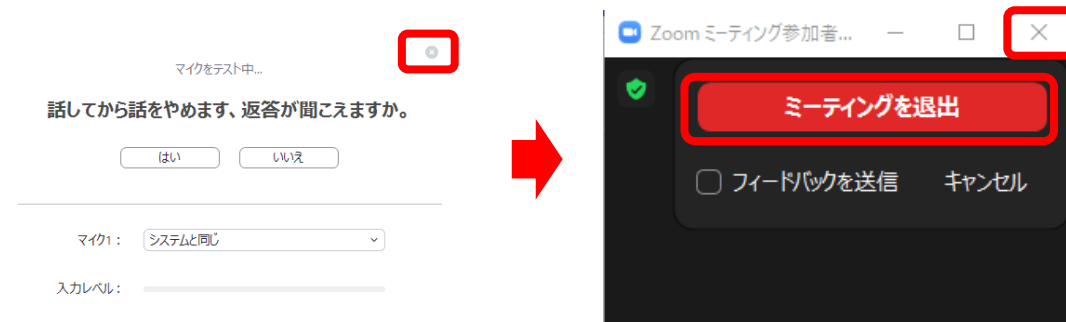 マイクをテスト中...
話してから話をやめます、返答が聞こえますか。
はい
いいえ
マイク1：
システムと同じ
入力レベル：
Zoom ミーティング参加者...
ミーティングを退出
フィードバックを送信
キャンセル